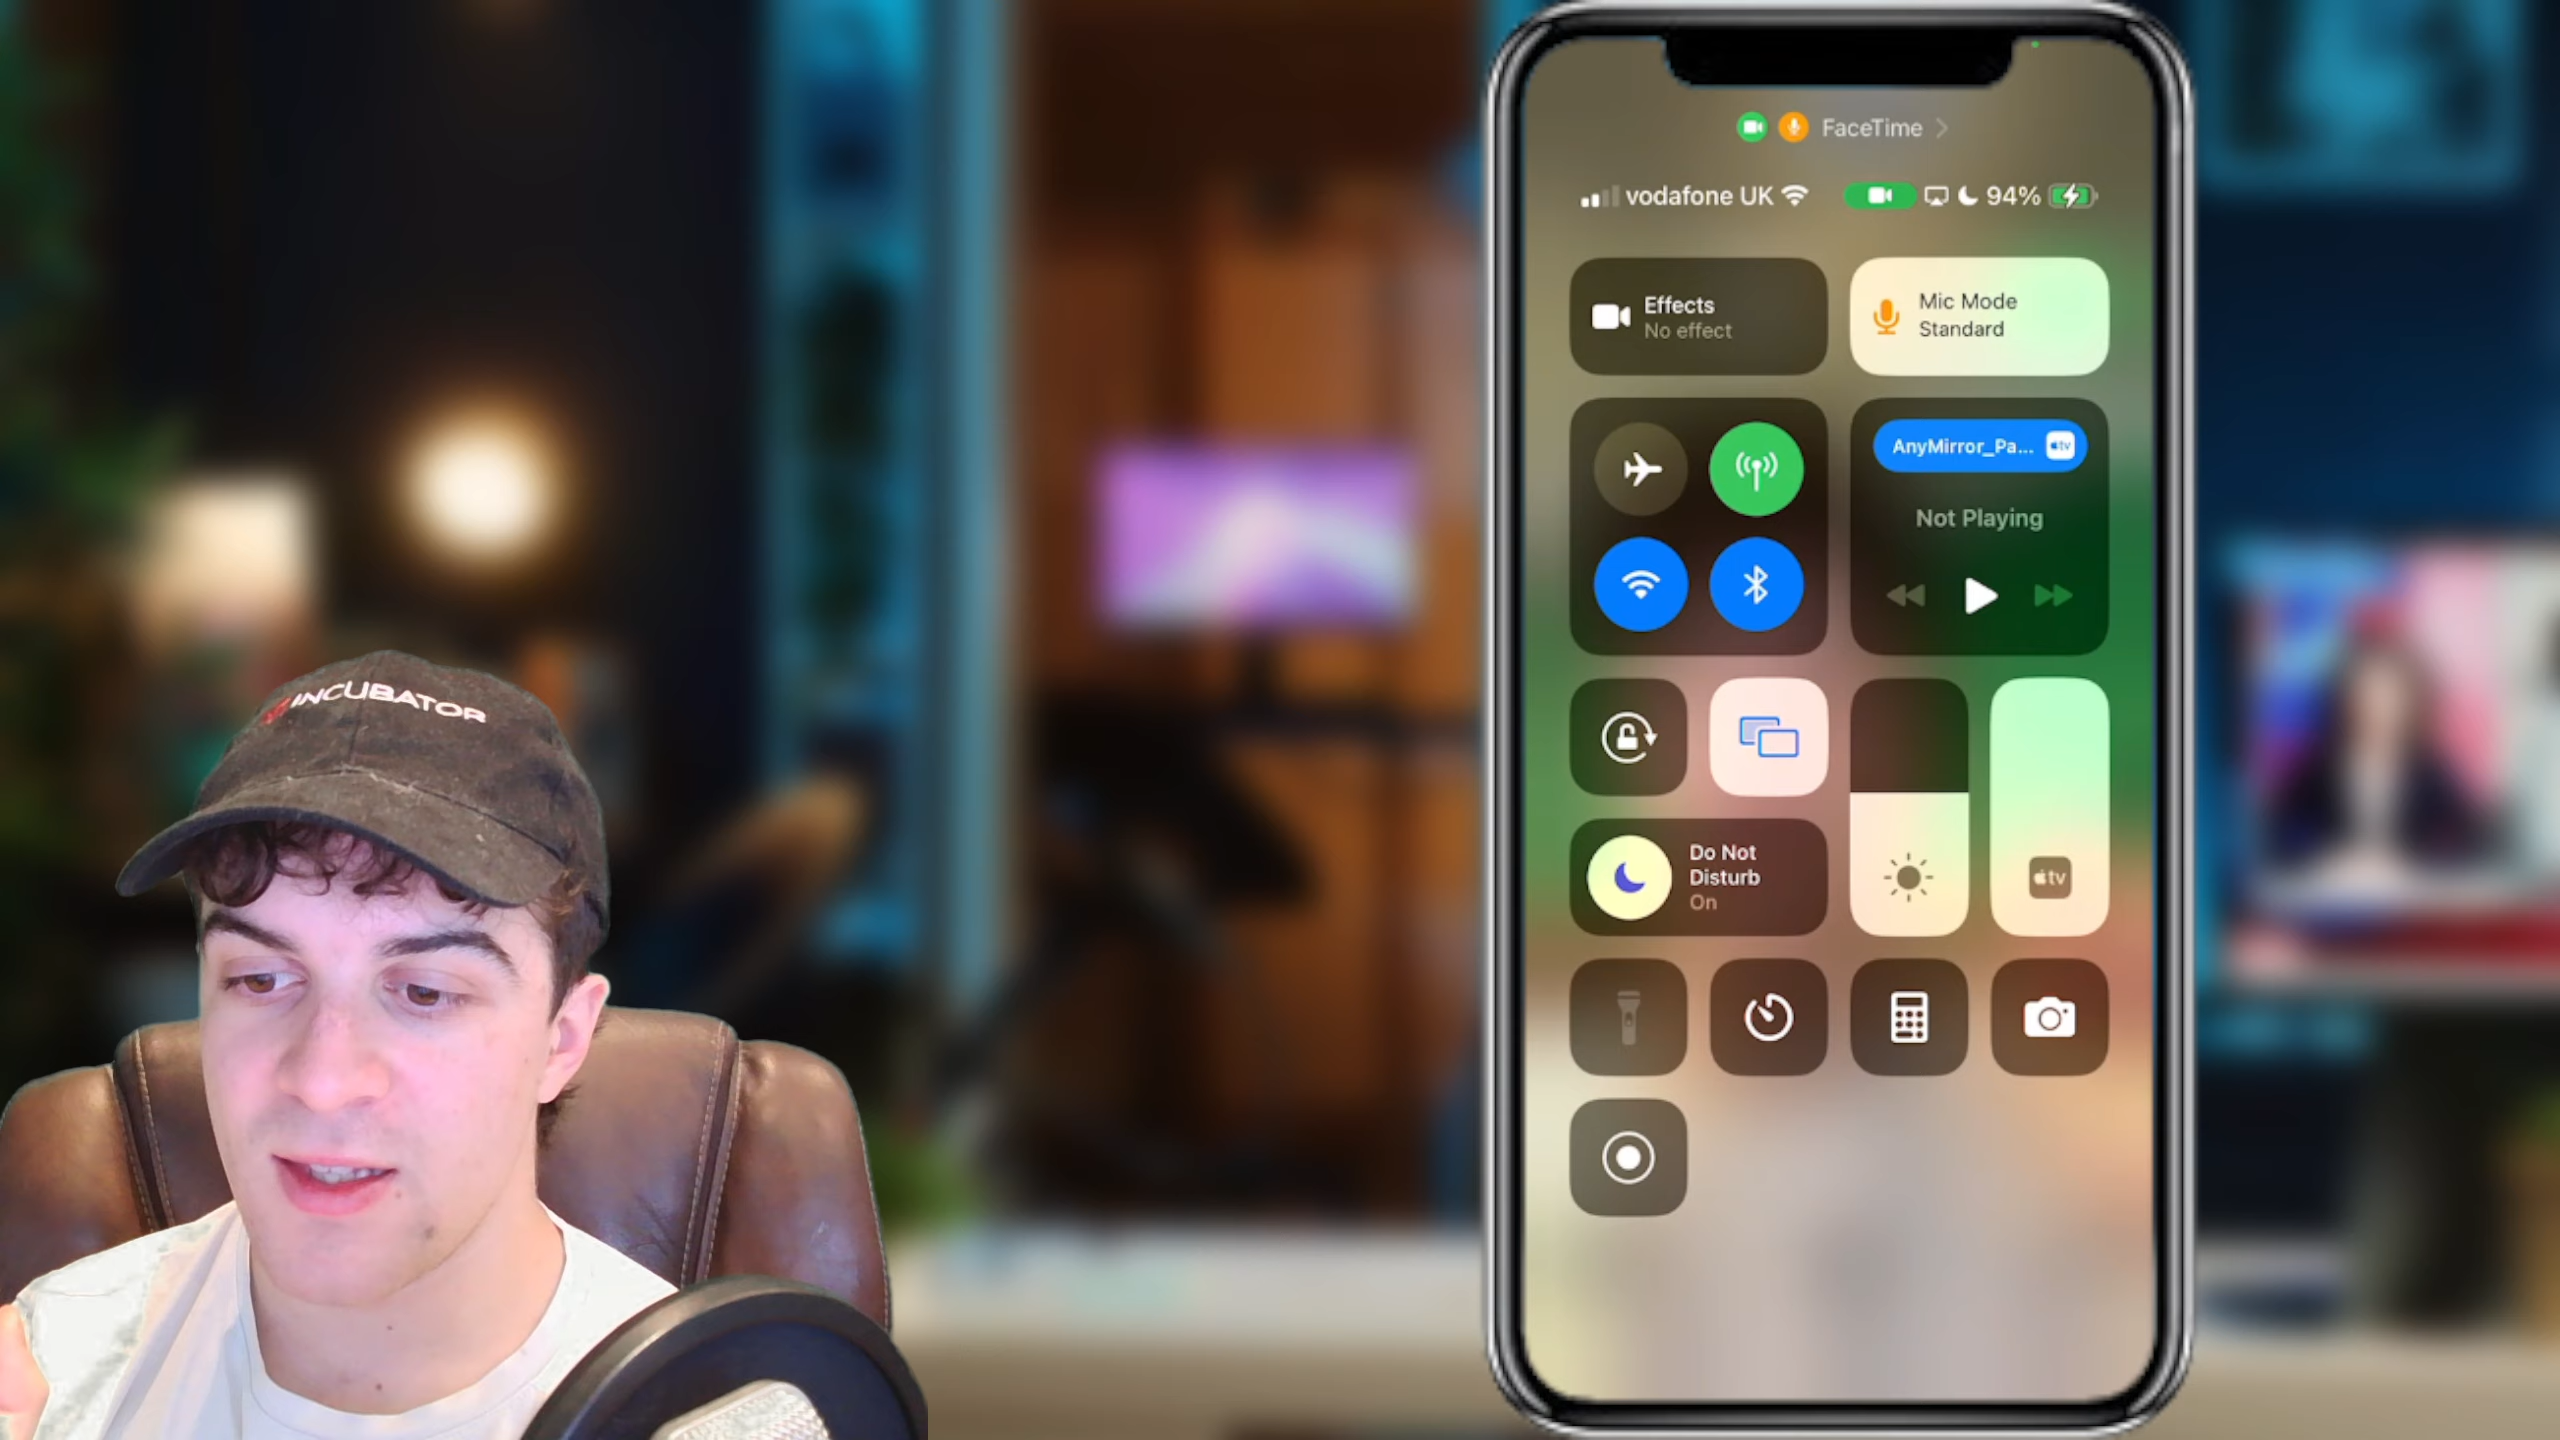 FaceTime
vodafone UK
94%
Effects
No effect
Mic Mode
Standard
AnyMirror_Pa...
tv
Not Playing
Do Not
Disturb
On
tv
INCUBATOR